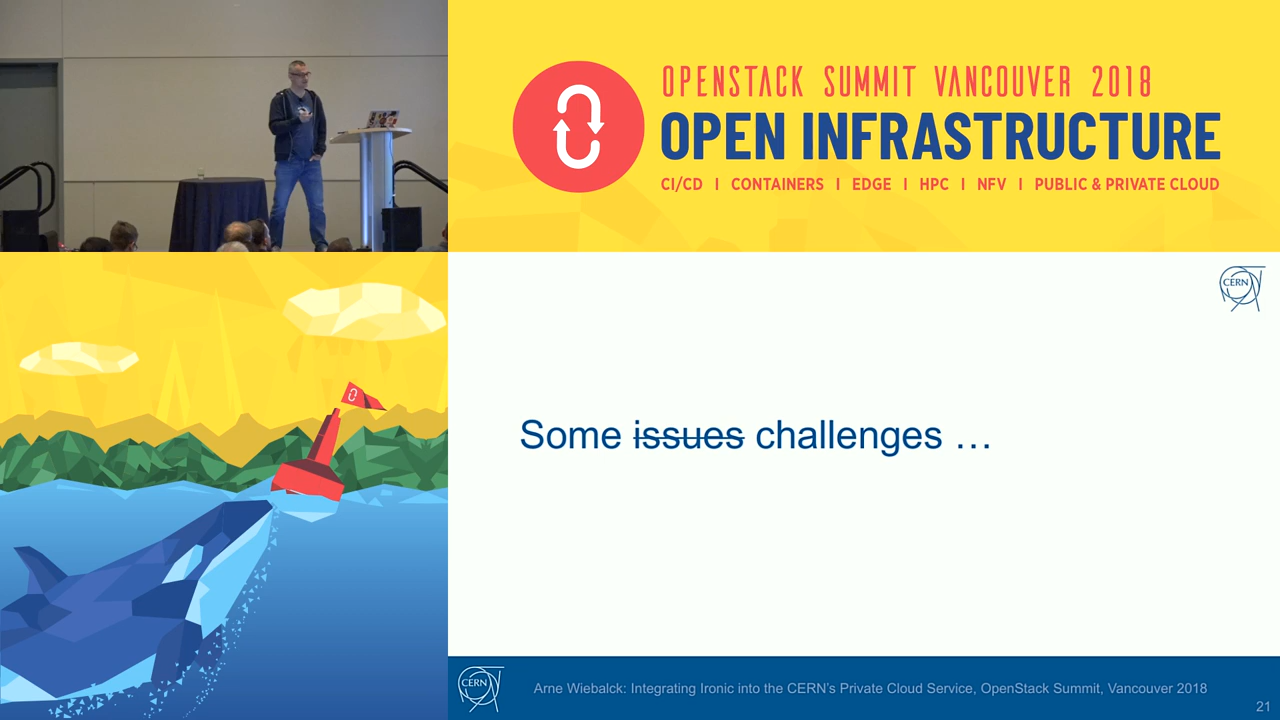 OPENSTACK SUMMIT VANCOUVER 2018
OPEN INFRASTRUCTURE
CI/CD | CONTAINERS | EDGE | HPC | NFV | PUBLIC & PRIVATE CLOUD
CERN
Some issues challenges …
CERN
Arne Wiebalck: Integrating Ironic into the CERN's Private Cloud Service, OpenStack Summit, Vancouver 2018
21